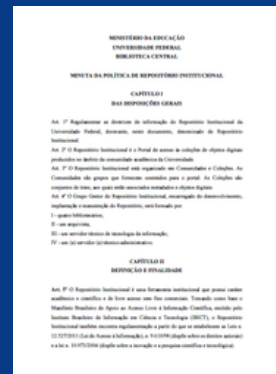 MINISTÉRIO DA EDUCAÇÃO
UNIVERSIDADE FEDERAL
BIBLIOTECA CENTRAL
MINUTA DA POLÍTICA DE REPOSITÓRIO INSTITUCIONAL
CAPÍTULO I
DAS DISPOSIÇÕES GERAIS
Art. 1º Regulamentar as diretrizes de informação do Repositório Institucional da
Universidade Federal, doravante, neste documento, denominado de Repositório
Institucional.
Art. 2º O Repositório Institucional é o Portal de acesso às coleções de objetos digitais
produzidos no âmbito da comunidade acadêmica da Universidade.
Art. 3º O Repositório Institucional está organizado em Comunidades e Coleções. As
Comunidades são grupos que fornecem conteúdos para o portal. As Coleções são
conjuntos de itens, aos quais estão associados metadados e objetos digitais.
Art. 4º O Grupo Gestor do Repositório Institucional, encarregado do desenvolvimento,
implantação e manutenção do Repositório, será formado por:
I - quatro bibliotecários;
II - um arquivista;
III - um servidor técnico de tecnologia da informação;
IV - um (a) servidor (a) técnico-administrativo.
CAPÍTULO II
DEFINIÇÃO E FINALIDADE
Art. 5º O Repositório Institucional é uma ferramenta institucional que possui caráter
acadêmico e científico e de livre acesso sem fins comerciais. Tomando como base o
Manifesto Brasileiro de Apoio ao Acesso Livre à Informação Científica, emitido pelo
Instituto Brasileiro de Informação em Ciência e Tecnologia (IBICT), o Repositório
Institucional também encontra regulamentação a partir do que se estabelecem as Leis n.
12.527/2011 (Lei do Acesso à Informação), a 9.610/98 (dispõe sobre os direitos autorais)
e a lei n. 10.973/2004 (dispõe sobre a inovação e a pesquisa científica e tecnológica).